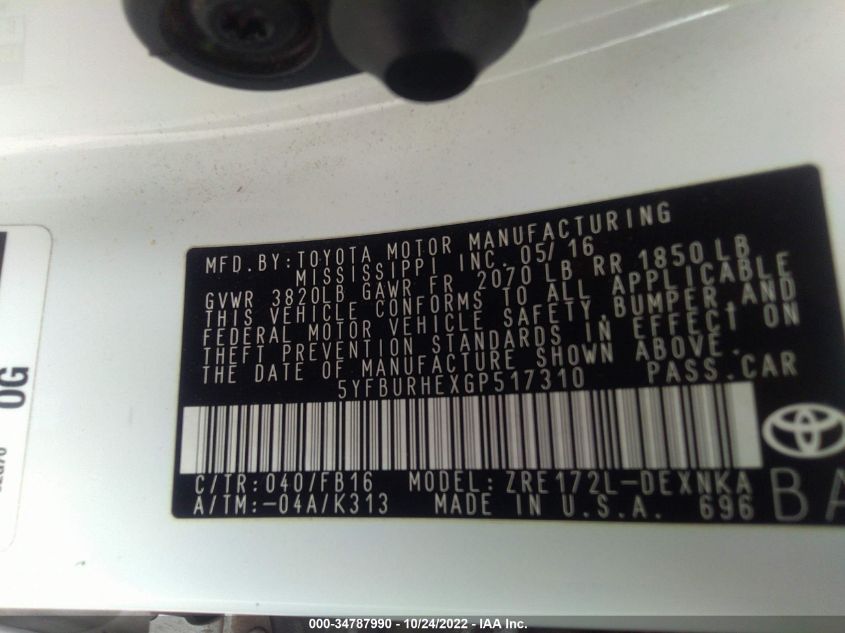 MFD.BY:TOYOTA MOTOR MANUFACTURING
MISSISSIPPI INC. 05/16
GVWR 3820LB GAWR FR 2070 LB RR 1850 LB
THIS VEHICLE CONFORMS TO ALL APPLICABLE
FEDERAL MOTOR VEHICLE SAFETY,BUMPER,AND
THEFT PREVENTION STANDARDS IN EFFECT ON
THE DATE OF MANUFACTURE SHOWN ABOVE.
5YFBURHEXGP517310 PASS.CAR
C/TR:040/FB16 MODEL:ZRE172L-DEXNKA
A/TM:-04A/K313 MADE IN U.S.A. 696
BA
OG
000-34787990 - 10/24/2022 - IAA Inc.